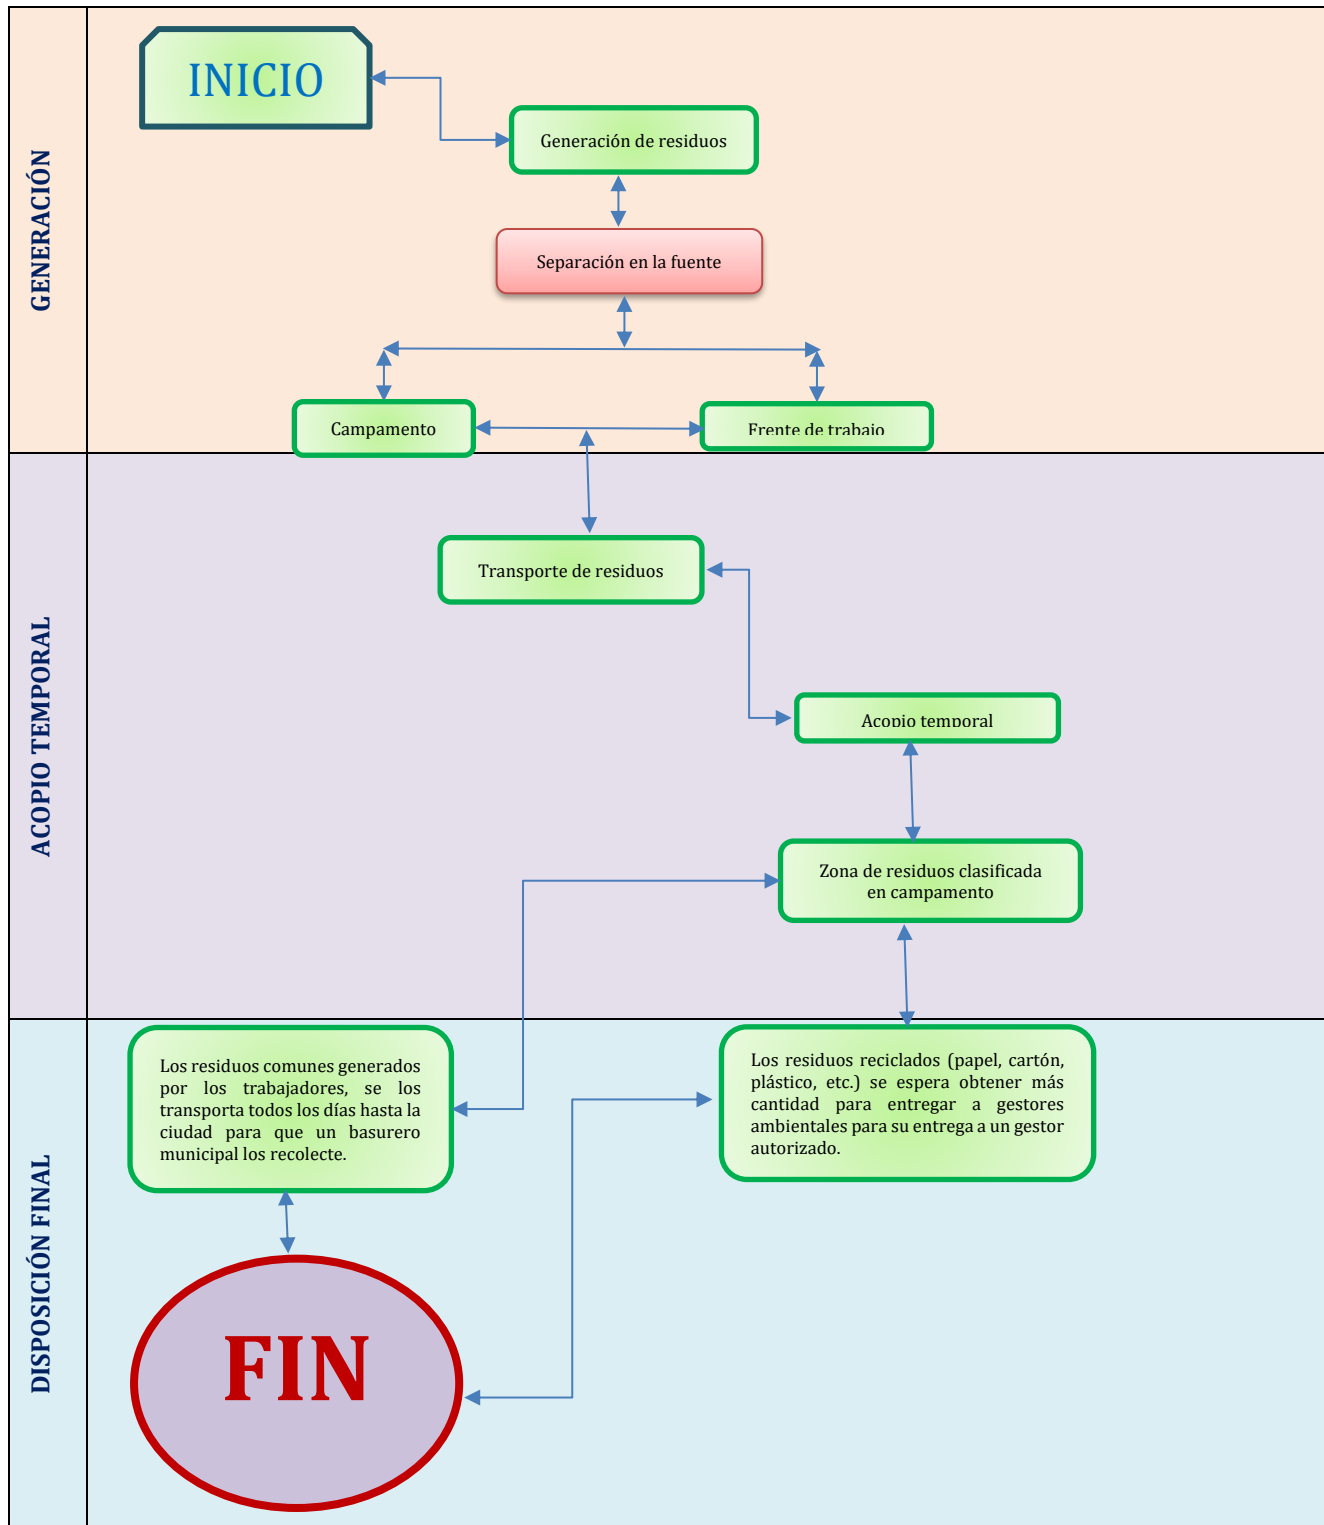 GENERACIÓN
INICIO
Generación de residuos
Separación en la fuente
Campamento
Frente de trabajo
ACOPIO TEMPORAL
Transporte de residuos
Acopio temporal
Zona de residuos clasificada
en campamento
DISPOSICIÓN FINAL
Los residuos comunes generados
por los trabajadores, se los
transporta todos los días hasta la
ciudad para que un basurero
municipal los recolecte.
Los residuos reciclados (papel, cartón,
plástico, etc.) se espera obtener más
cantidad para entregar a gestores
ambientales para su entrega a un gestor
autorizado.
FIN